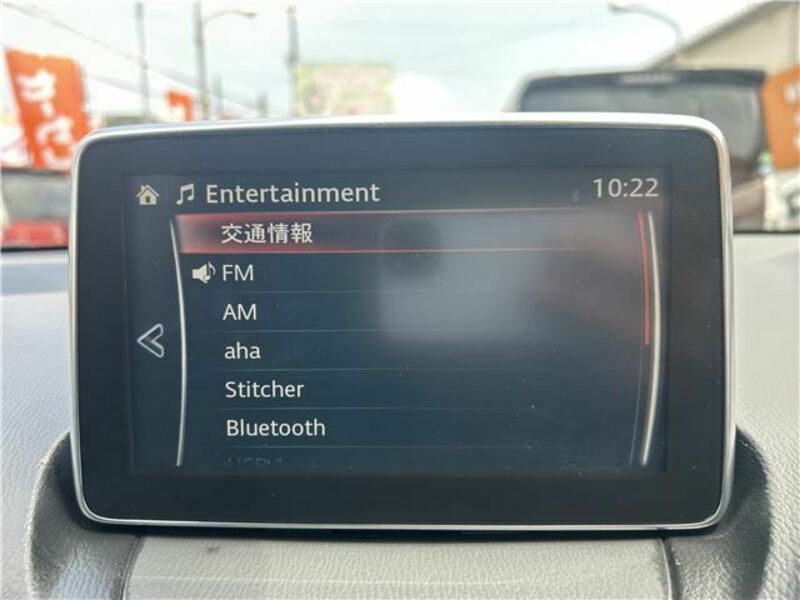 Entertainment
10:22
交通情報
FM
AM
aha
Stitcher
Bluetooth